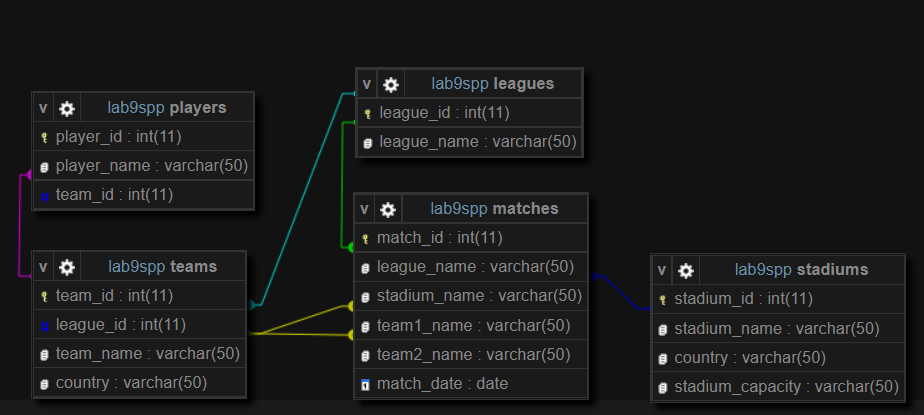 v lab9spp players
player_id : int(11)
player_name : varchar(50)
team_id : int(11)
v lab9spp teams
team_id : int(11)
league_id : int(11)
team_name : varchar(50)
country : varchar(50)
v lab9spp leagues
league_id : int(11)
league_name : varchar(50)
v lab9spp matches
match_id : int(11)
league_name : varchar(50)
stadium_name : varchar(50)
team1_name : varchar(50)
team2_name : varchar(50)
match_date : date
v lab9spp stadiums
stadium_id : int(11)
stadium_name : varchar(50)
country : varchar(50)
stadium_capacity : varchar(50)